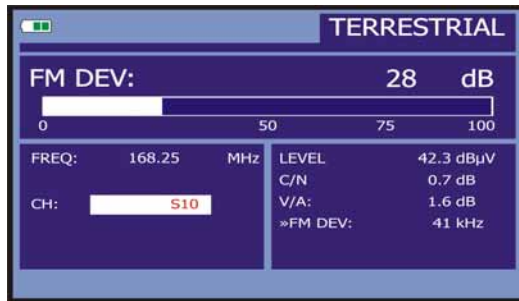 TERRESTRIAL
FM DEV: 28 dB
0 50 75 100
FREQ: 168.25 MHz
CH: S10
LEVEL 42.3 dBµV
C/N 0.7 dB
V/A: 1.6 dB
»FM DEV: 41 kHz